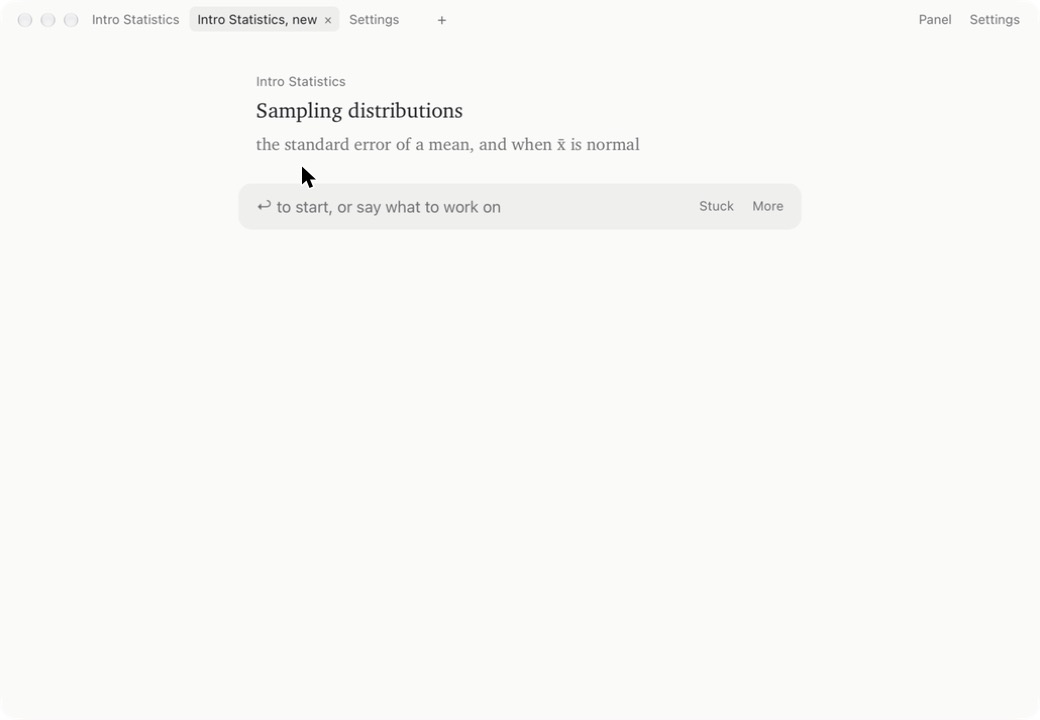 Intro Statistics Intro Statistics, new × Settings + Panel Settings
Intro Statistics
Sampling distributions
the standard error of a mean, and when x̄ is normal
↩ to start, or say what to work on Stuck More